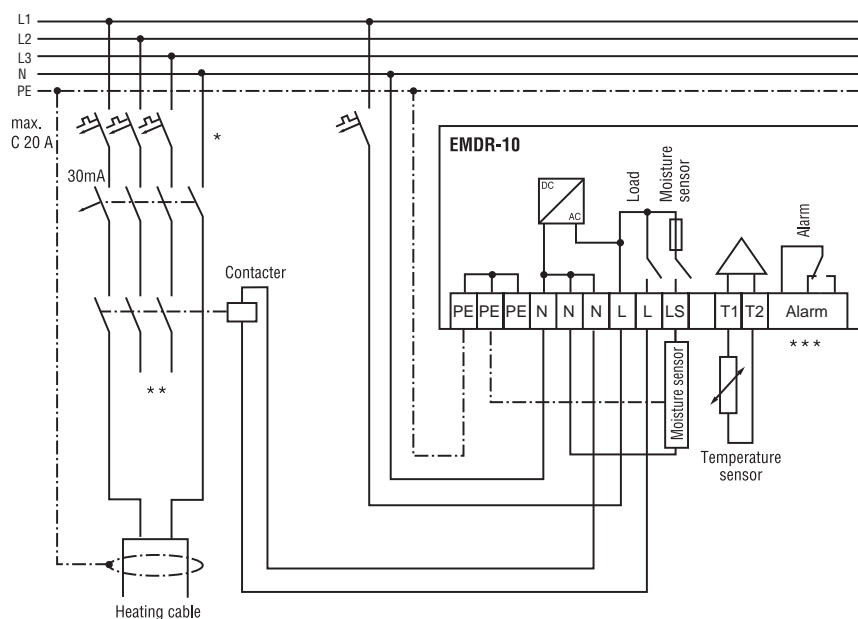 L1
L2
L3
N
PE
max.
C 20 A
*
30mA
EMDR-10
DC
AC
Load
Moisture
sensor
Alarm
Contacter
PE PE PE N N N L L LS T1 T2 Alarm
* * *
* *
Moisture sensor
Temperature
sensor
Heating cable